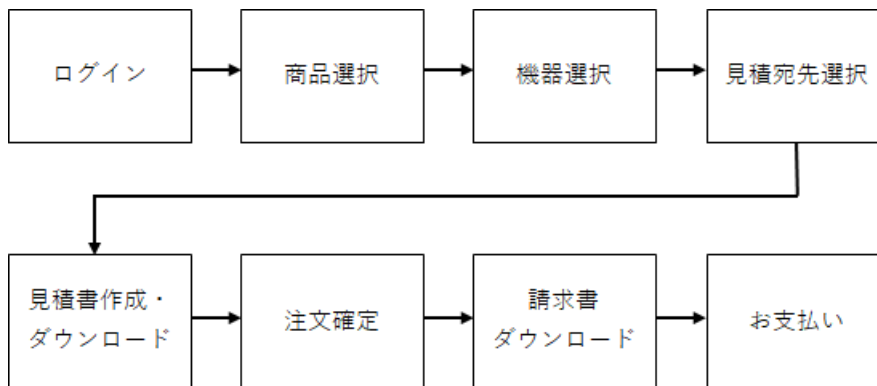 ログイン
商品選択
機器選択
見積宛先選択
見積書作成・
ダウンロード
注文確定
請求書
ダウンロード
お支払い